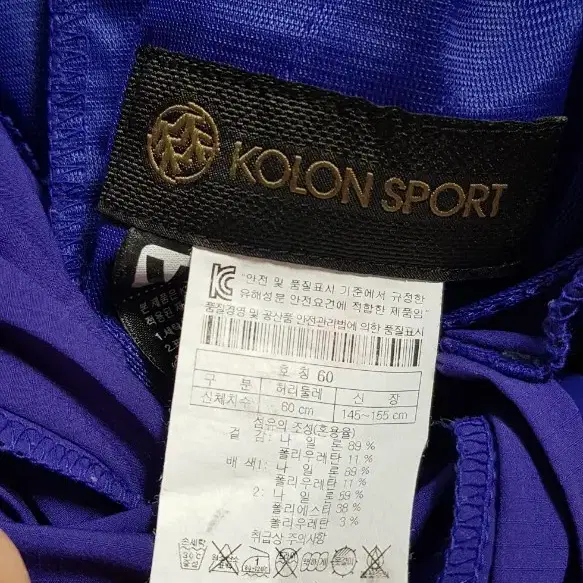 KOLON SPORT
"안전 및 품질표시 기준에서 규정한
유해성분 안전요건에 적합한 제품임"
품질경영 및 공산품 안전관리법에 의한 품질표시
호 칭 60
구 분 허리둘레 신 장
신체치수 60 cm 145~155 cm
섬유의 조성(혼용율)
겉 감: 나 일 론 89 %
폴리우레탄 11 %
배 색1: 나 일 론 89 %
폴리우레탄 11 %
2: 나 일 론 59 %
폴리에스터 38 %
폴리우레탄 3 %
취급상 주의사항
손세탁